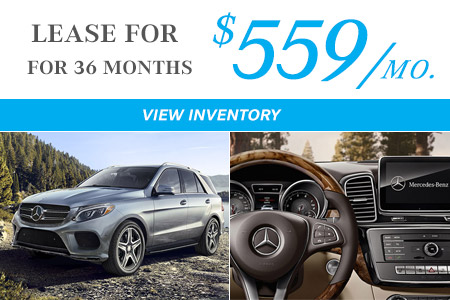 LEASE FOR
FOR 36 MONTHS
$559/MO.
VIEW INVENTORY
Mercedes-Benz